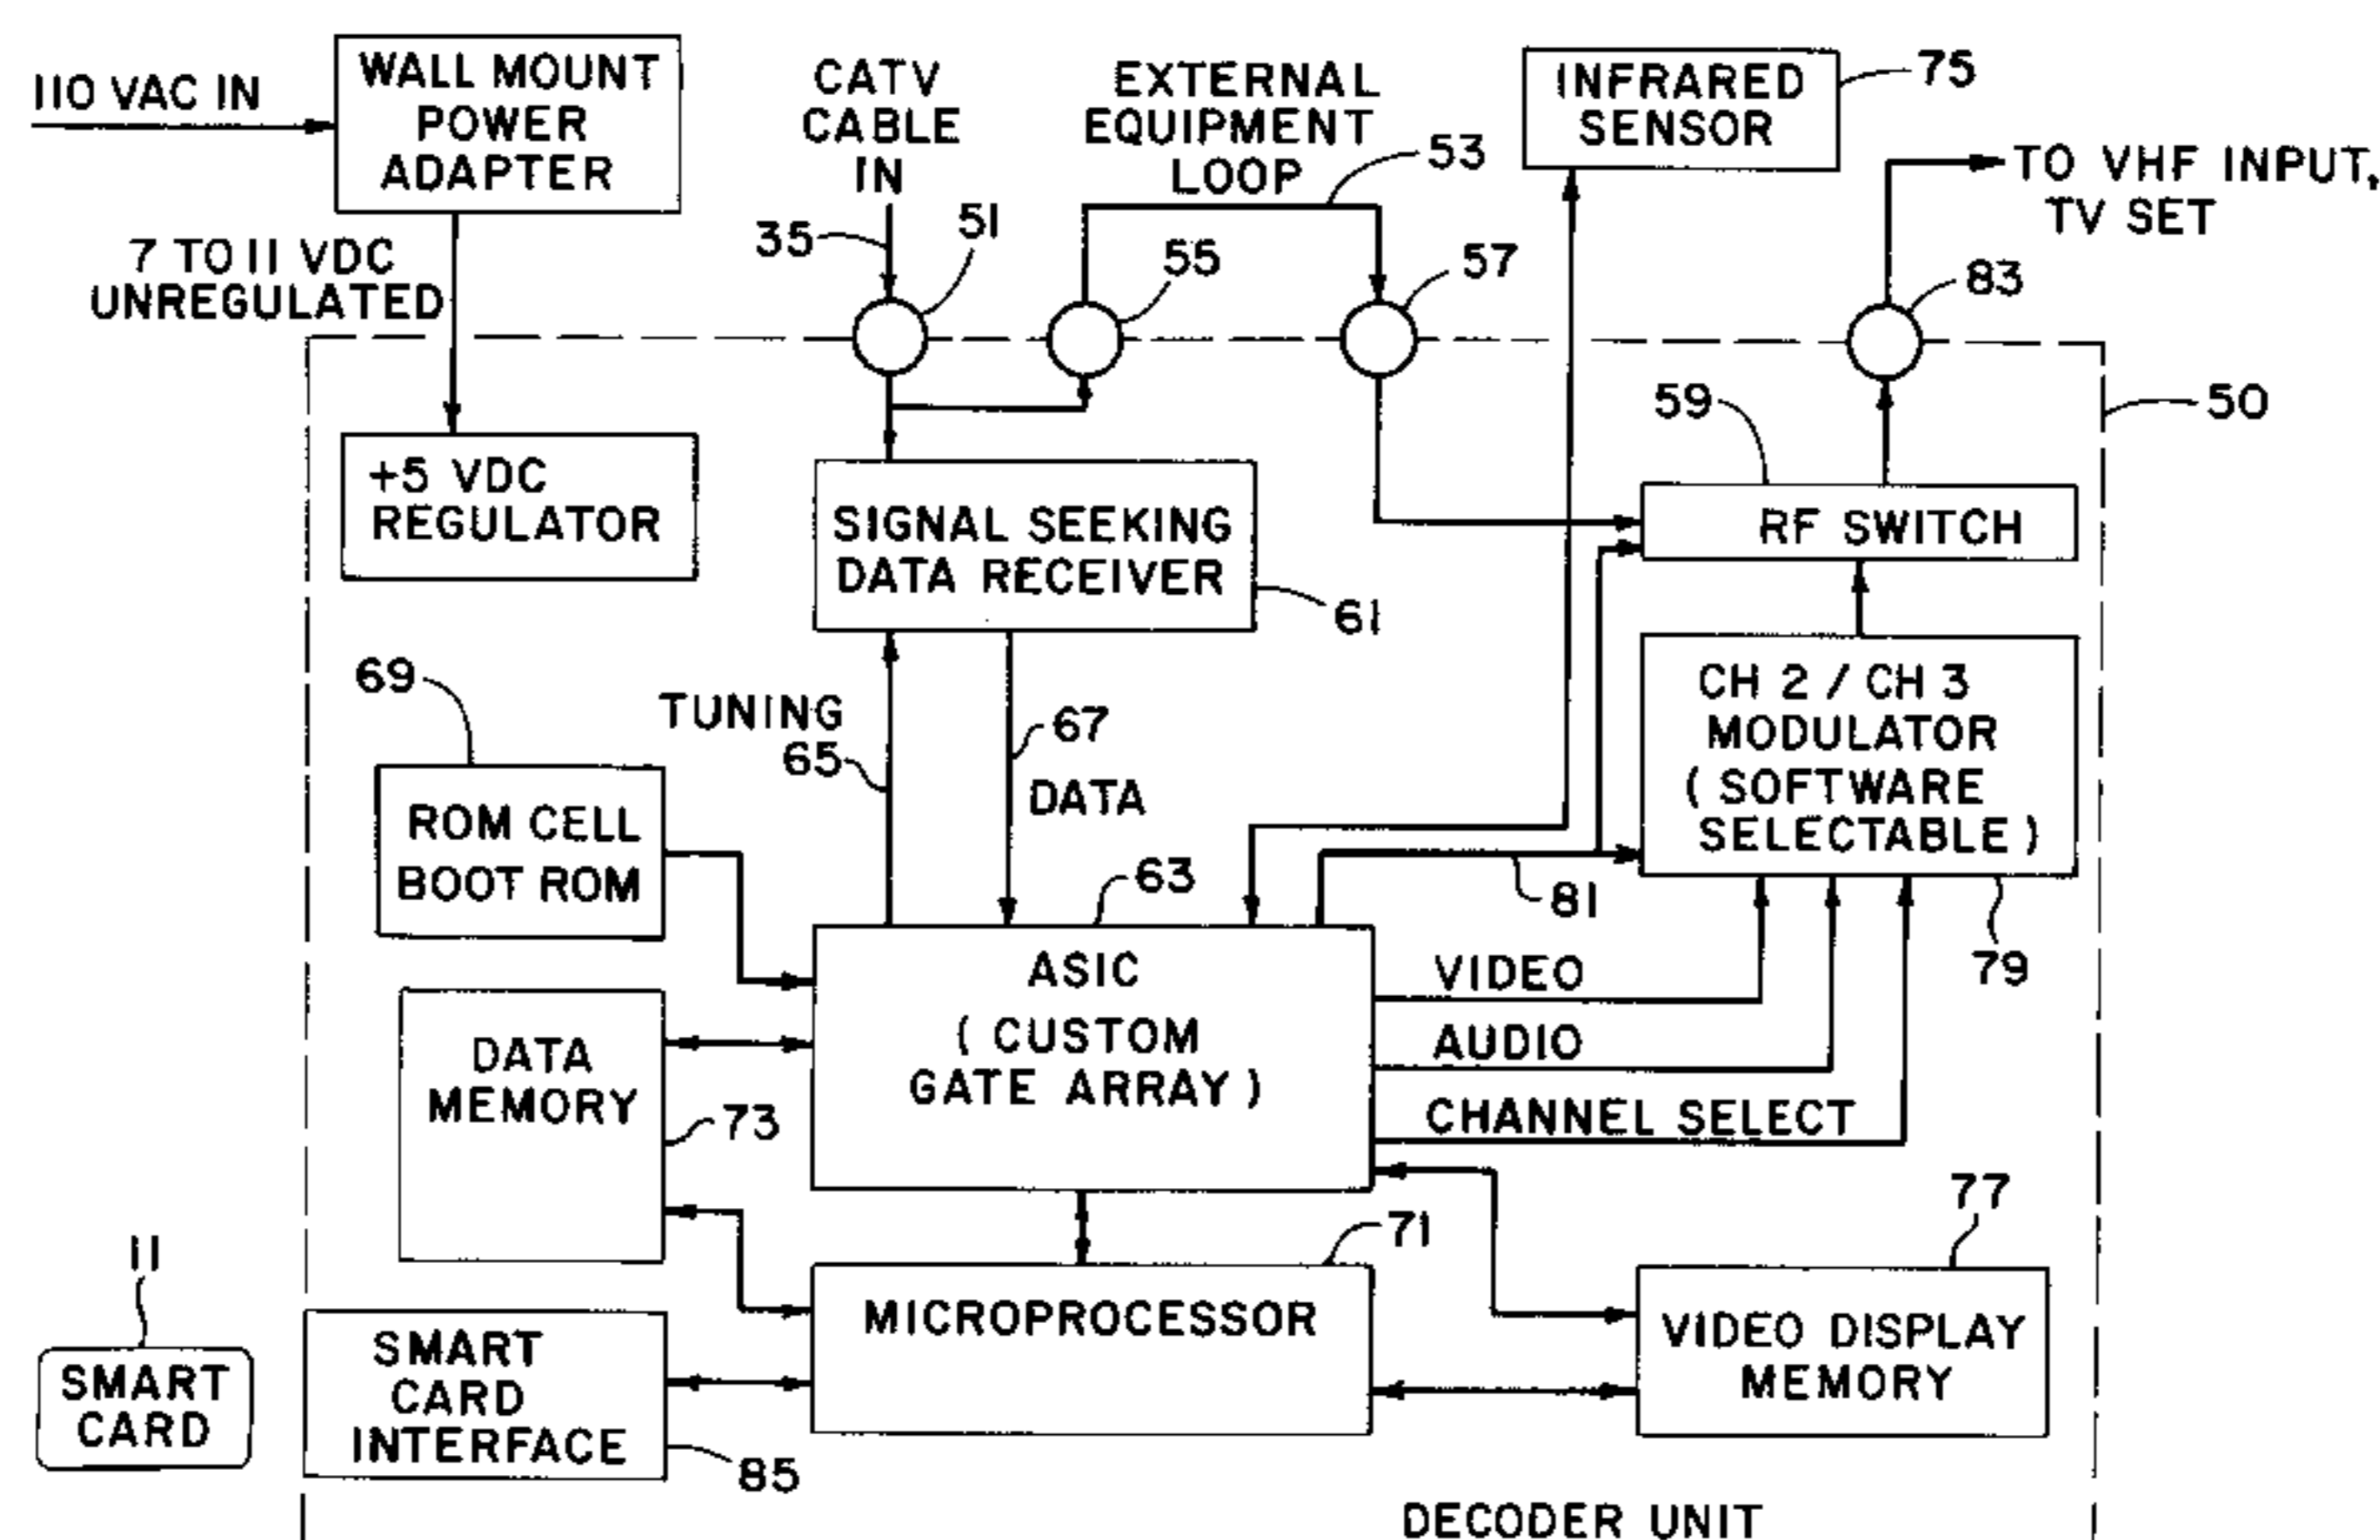 110 VAC IN
WALL MOUNT
POWER
ADAPTER
7 TO 11 VDC
UNREGULATED
CATV
CABLE
IN
35
51
EXTERNAL
EQUIPMENT
LOOP
53
55
57
INFRARED
SENSOR
75
TO VHF INPUT,
TV SET
83
50
59
+5 VDC
REGULATOR
SIGNAL SEEKING
DATA RECEIVER
61
RF SWITCH
69
TUNING
65
67
DATA
CH 2 / CH 3
MODULATOR
( SOFTWARE
SELECTABLE )
ROM CELL
BOOT ROM
63
81
79
ASIC
( CUSTOM
GATE ARRAY )
VIDEO
AUDIO
CHANNEL SELECT
DATA
MEMORY
73
71
77
11
SMART
CARD
SMART
CARD
INTERFACE
85
MICROPROCESSOR
VIDEO DISPLAY
MEMORY
DECODER UNIT